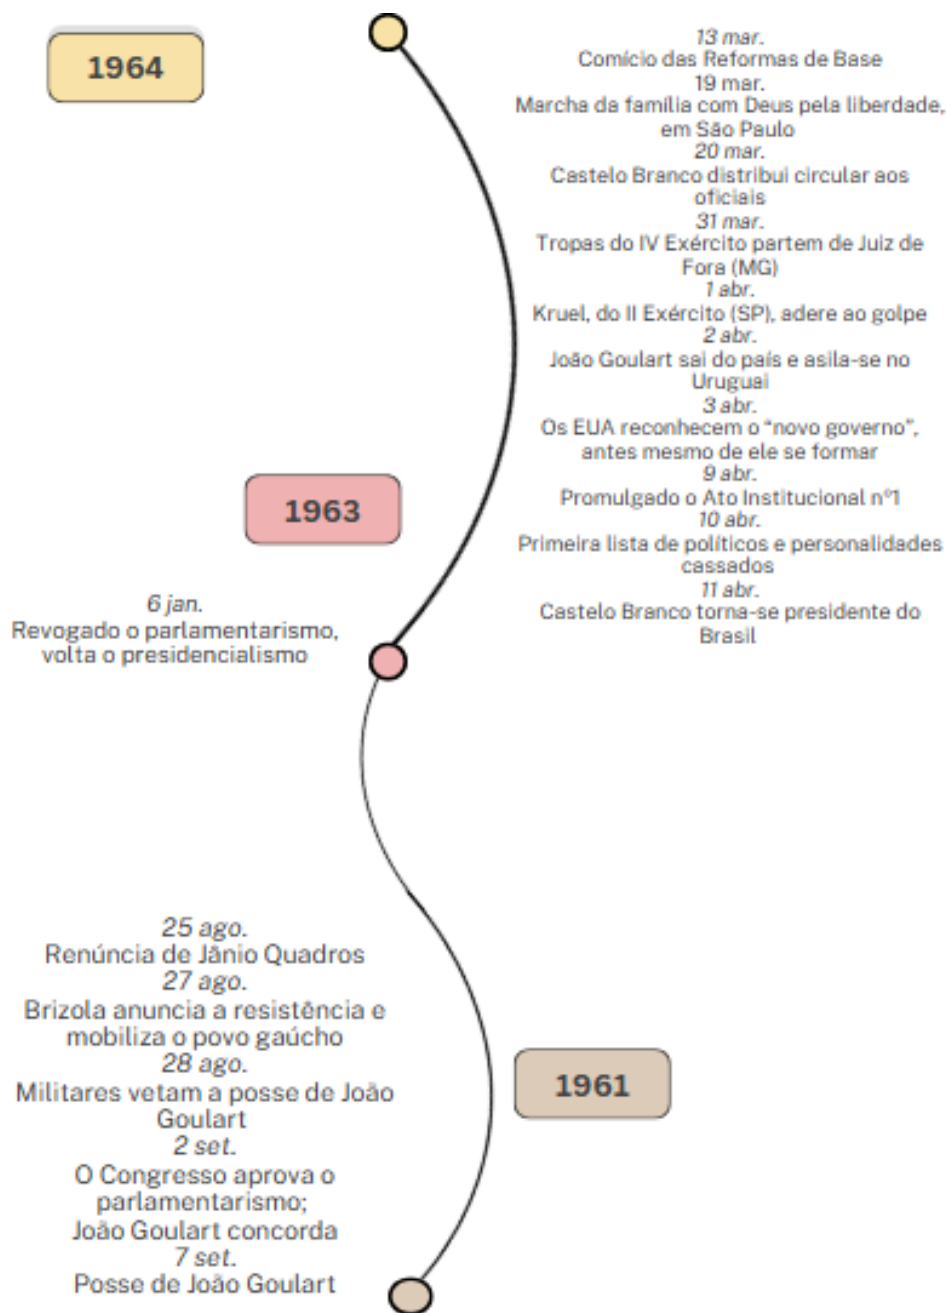 1964
13 mar.
Comício das Reformas de Base
19 mar.
Marcha da família com Deus pela liberdade,
em São Paulo
20 mar.
Castelo Branco distribui circular aos
oficiais
31 mar.
Tropas do IV Exército partem de Juiz de
Fora (MG)
1 abr.
Kruel, do II Exército (SP), adere ao golpe
2 abr.
João Goulart sai do país e asila-se no
Uruguai
3 abr.
Os EUA reconhecem o “novo governo”,
antes mesmo de ele se formar
9 abr.
Promulgado o Ato Institucional nº1
10 abr.
Primeira lista de políticos e personalidades
cassados
11 abr.
Castelo Branco torna-se presidente do
Brasil
1963
6 jan.
Revogado o parlamentarismo,
volta o presidencialismo
1961
25 ago.
Renúncia de Jânio Quadros
27 ago.
Brizola anuncia a resistência e
mobiliza o povo gaúcho
28 ago.
Militares vetam a posse de João
Goulart
2 set.
O Congresso aprova o
parlamentarismo;
João Goulart concorda
7 set.
Posse de João Goulart